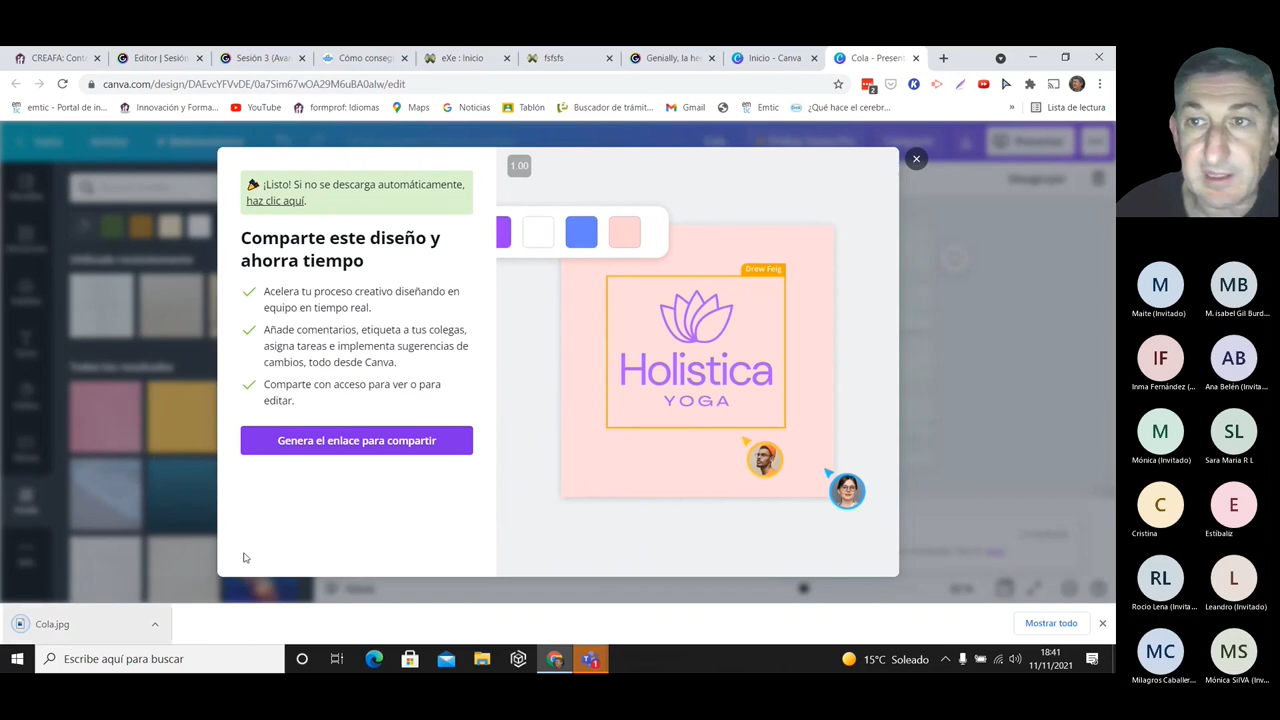 CREAFA: Cont
Editor | Sesión
Sesión 3 (Avar
Cómo conseg
eXe : Inicio
fsfsfs
Genially, la he
Inicio - Canva
Cola - Present
canva.com/design/DAEvcYFVvDE/0a7Sim67wOA29M6uBA0alw/edit
2
emtic - Portal de in...
Innovación y Forma...
YouTube
formprof: Idiomas
Maps
Noticias
Tablón
Buscador de trámit...
Gmail
Emtic
¿Qué hace el cerebr...
»
Lista de lectura
¡Listo! Si no se descarga automáticamente,
haz clic aquí.
Comparte este diseño y
ahorra tiempo
Acelera tu proceso creativo diseñando en
equipo en tiempo real.
Añade comentarios, etiqueta a tus colegas,
asigna tareas e implementa sugerencias de
cambios, todo desde Canva.
Comparte con acceso para ver o para
editar.
Genera el enlace para compartir
1.00
Drew Feig
Holistica
YOGA
Cola.jpg
Mostrar todo
Escribe aquí para buscar
1
15°C Soleado
18:41
11/11/2021
M
MB
Maite (Invitado)
M. isabel Gil Burd...
IF
AB
Inma Fernández (...
Ana Belén (Invita...
M
SL
Mónica (Invitado)
Sara Maria R L
C
E
Cristina
Estíbaliz
RL
L
Rocio Lena (Invita...
Leandro (Invitado)
MC
MS
Milagros Caballer...
Mónica SilVA (Inv...